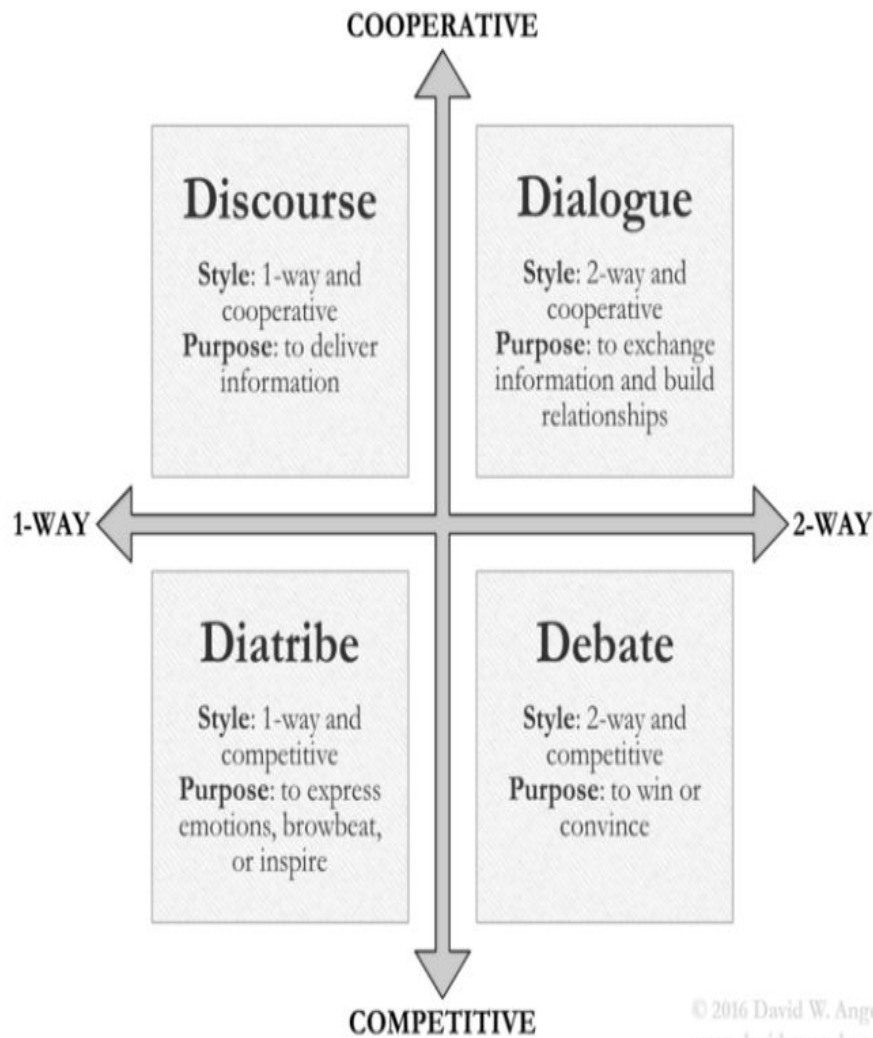 COOPERATIVE
Discourse
Style: 1-way and
cooperative
Purpose: to deliver
information
Dialogue
Style: 2-way and
cooperative
Purpose: to exchange
information and build
relationships
1-WAY
2-WAY
Diatribe
Style: 1-way and
competitive
Purpose: to express
emotions, browbeat,
or inspire
Debate
Style: 2-way and
competitive
Purpose: to win or
convince
COMPETITIVE
© 2016 David W.